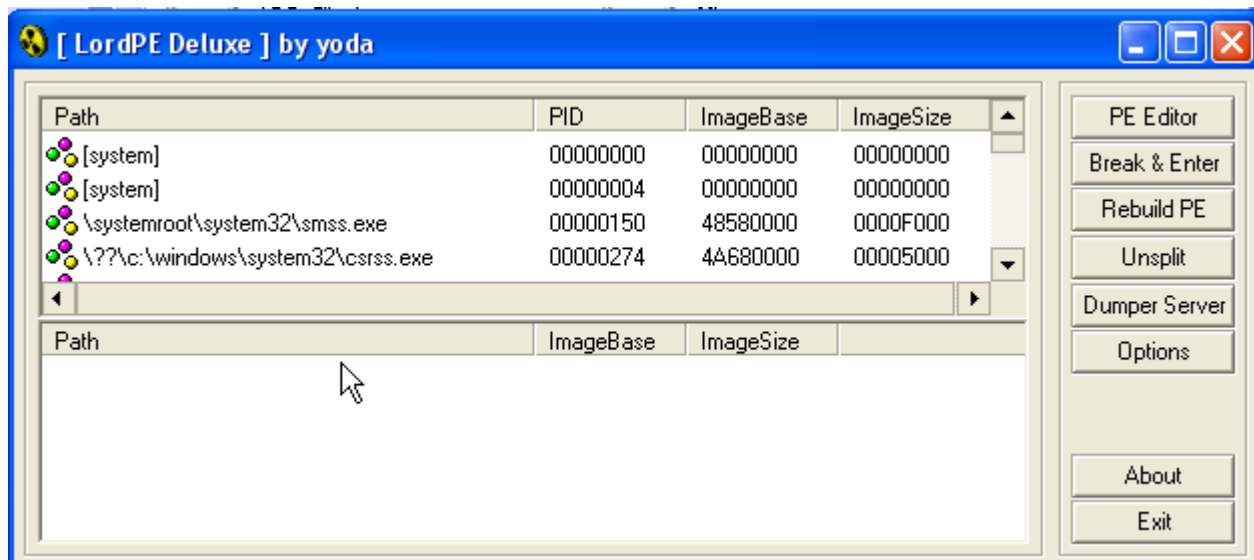 [ LordPE Deluxe ] by yoda
Path PID ImageBase ImageSize
[system] 00000000 00000000 00000000
[system] 00000004 00000000 00000000
\systemroot\system32\smss.exe 00000150 48580000 0000F000
\??\c:\windows\system32\csrss.exe 00000274 4A680000 00005000
Path ImageBase ImageSize
PE Editor
Break & Enter
Rebuild PE
Unsplit
Dumper Server
Options
About
Exit